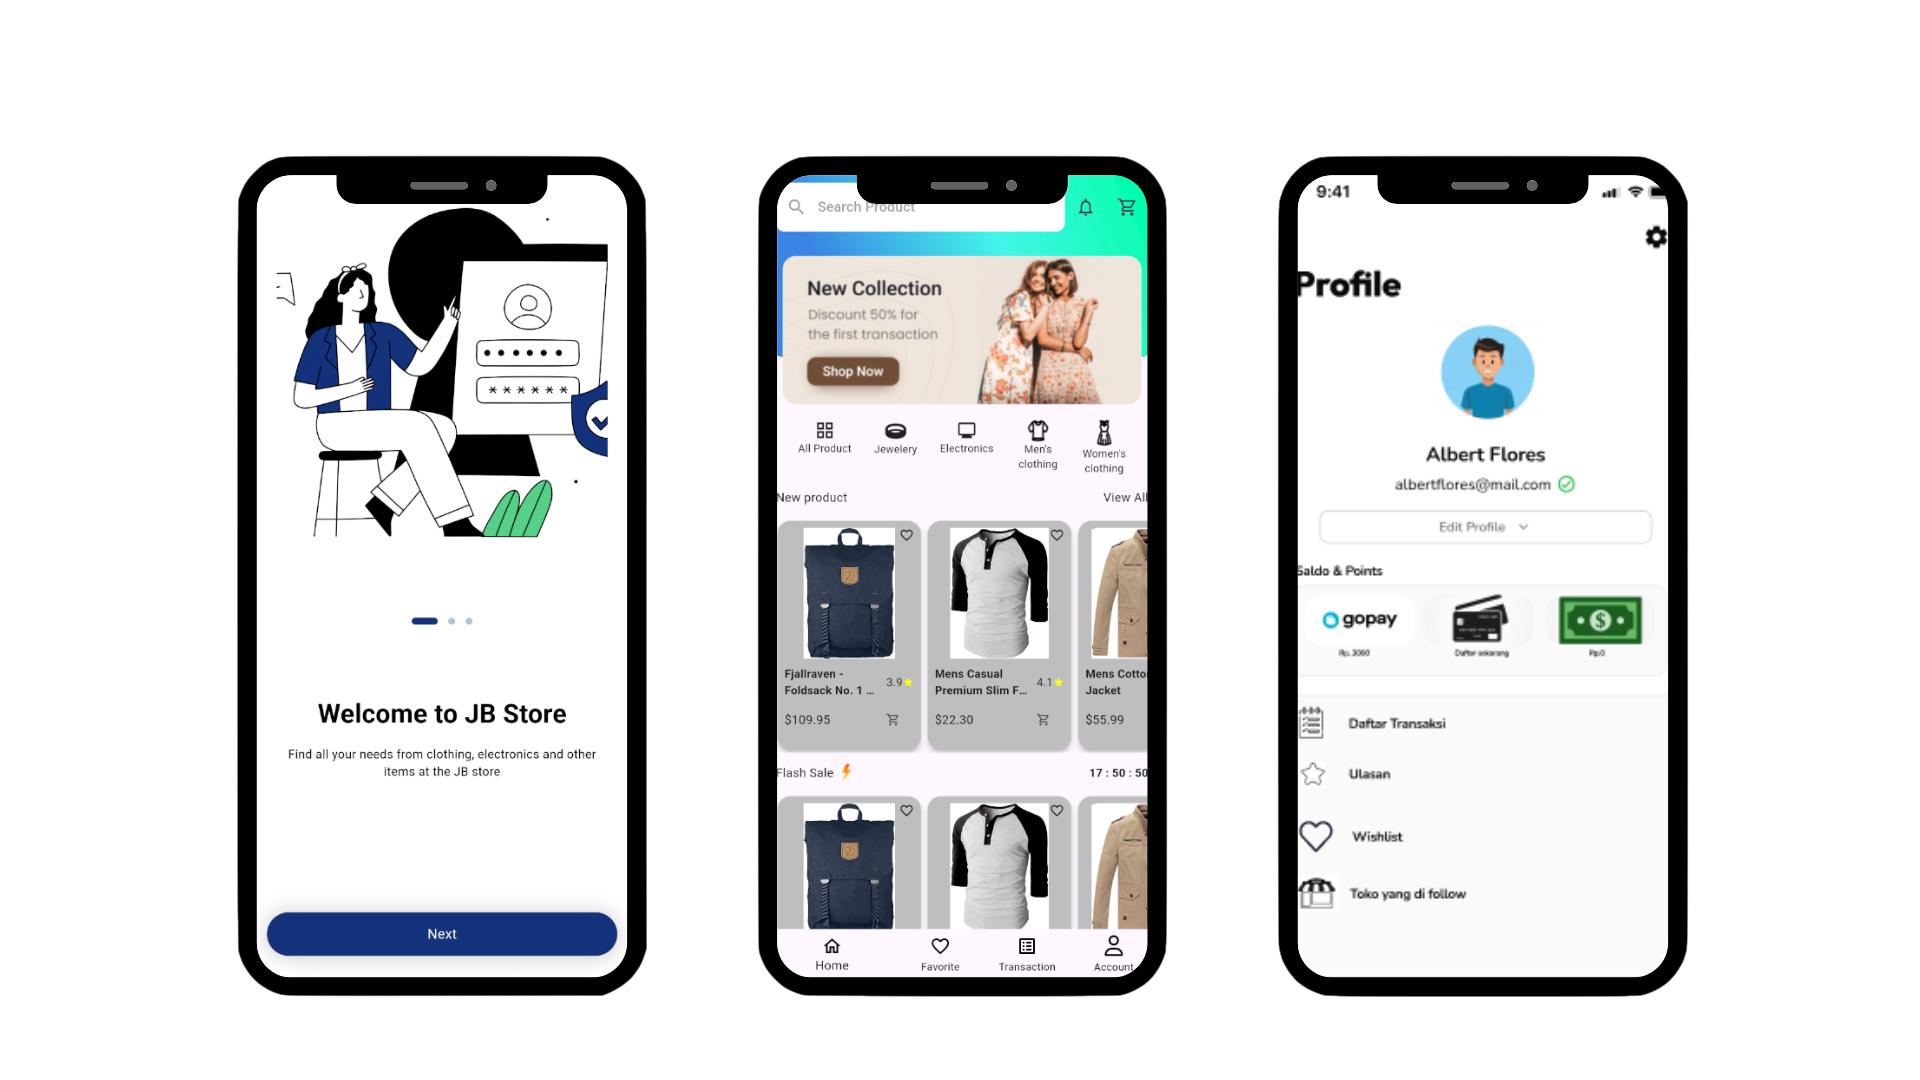 Welcome to JB Store
Find all your needs from clothing, electronics and other
items at the JB store
Next
Search Product
New Collection
Discount 50% for
the first transaction
Shop Now
All Product
Jewelery
Electronics
Men's
clothing
Women's
clothing
New product
View All
Fjallraven -
Foldsack No. 1 ...
3.9
$109.95
Mens Casual
Premium Slim F...
4.1
$22.30
Mens Cotto
Jacket
$55.99
Flash Sale
17 : 50 : 50
Home
Favorite
Transaction
Account
9:41
Profile
Albert Flores
albertflores@mail.com
Edit Profile
Saldo & Points
gopay
Rp. 3000
Daftar sekarang
Rp.0
Daftar Transaksi
Ulasan
Wishlist
Toko yang di follow